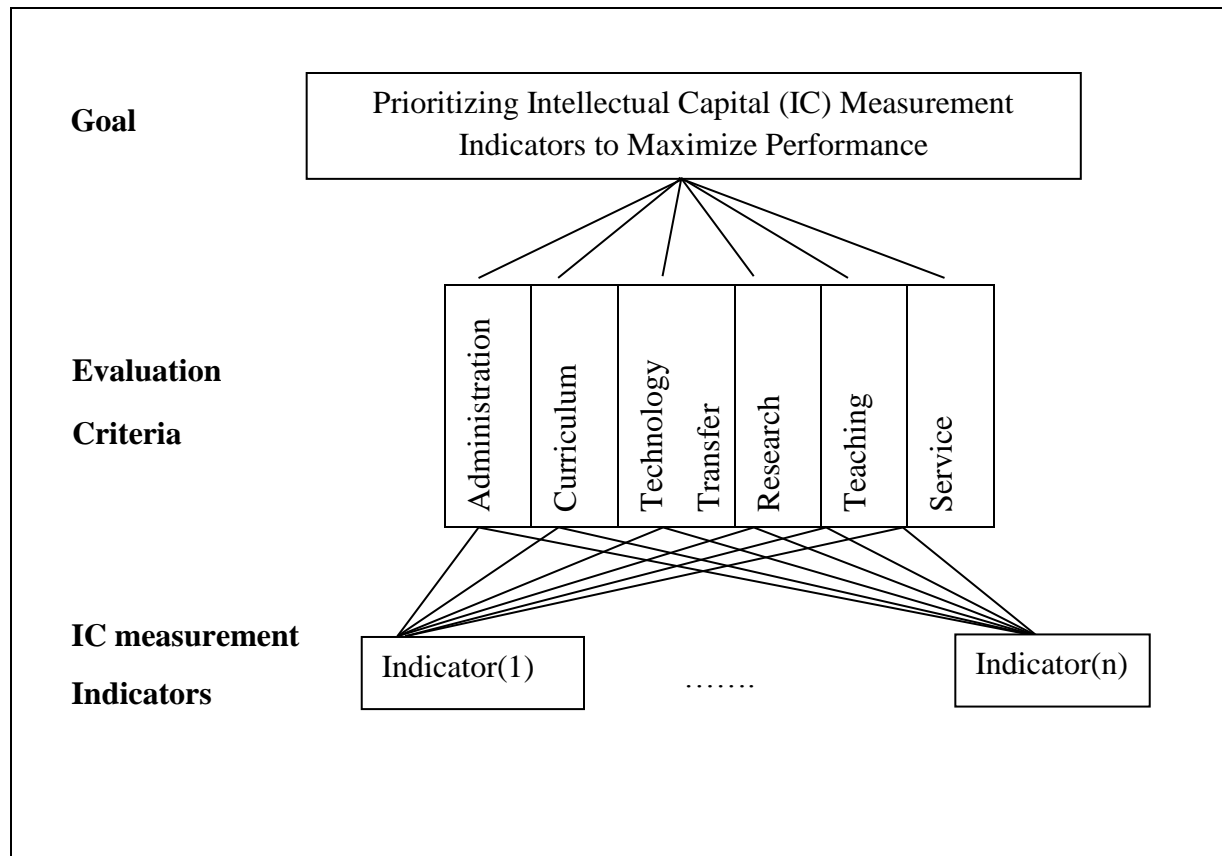 Goal
Prioritizing Intellectual Capital (IC) Measurement
Indicators to Maximize Performance
Evaluation
Criteria
Administration
Curriculum
Technology
Transfer
Research
Teaching
Service
IC measurement
Indicators
Indicator(1)
…….
Indicator(n)